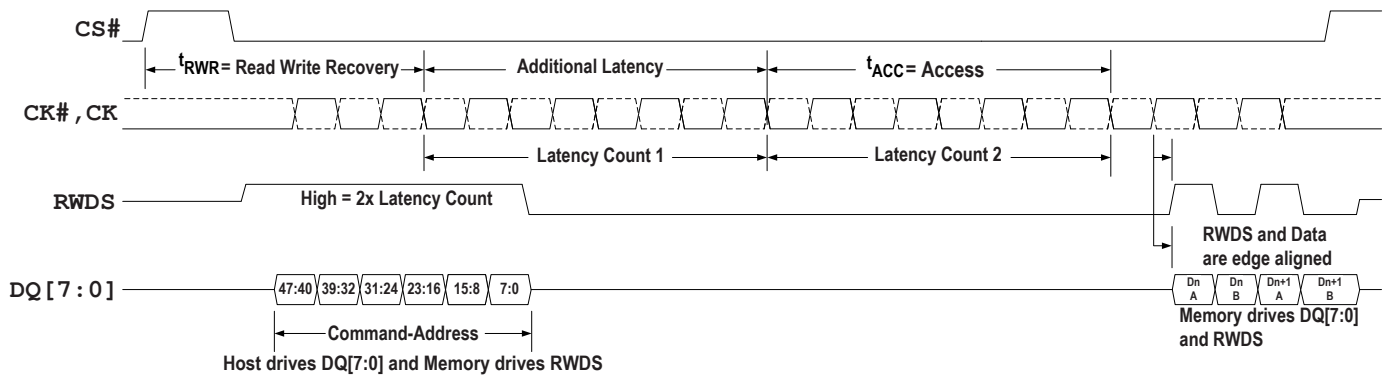 CS#
tRWR = Read Write Recovery
Additional Latency
tACC = Access
CK#,CK
Latency Count 1
Latency Count 2
RWDS
High = 2x Latency Count
RWDS and Data
are edge aligned
DQ[7:0]
47:40 39:32 31:24 23:16 15:8 7:0
Dn A
Dn B
Dn+1 A
Dn+1 B
Command-Address
Memory drives DQ[7:0]
and RWDS
Host drives DQ[7:0] and Memory drives RWDS